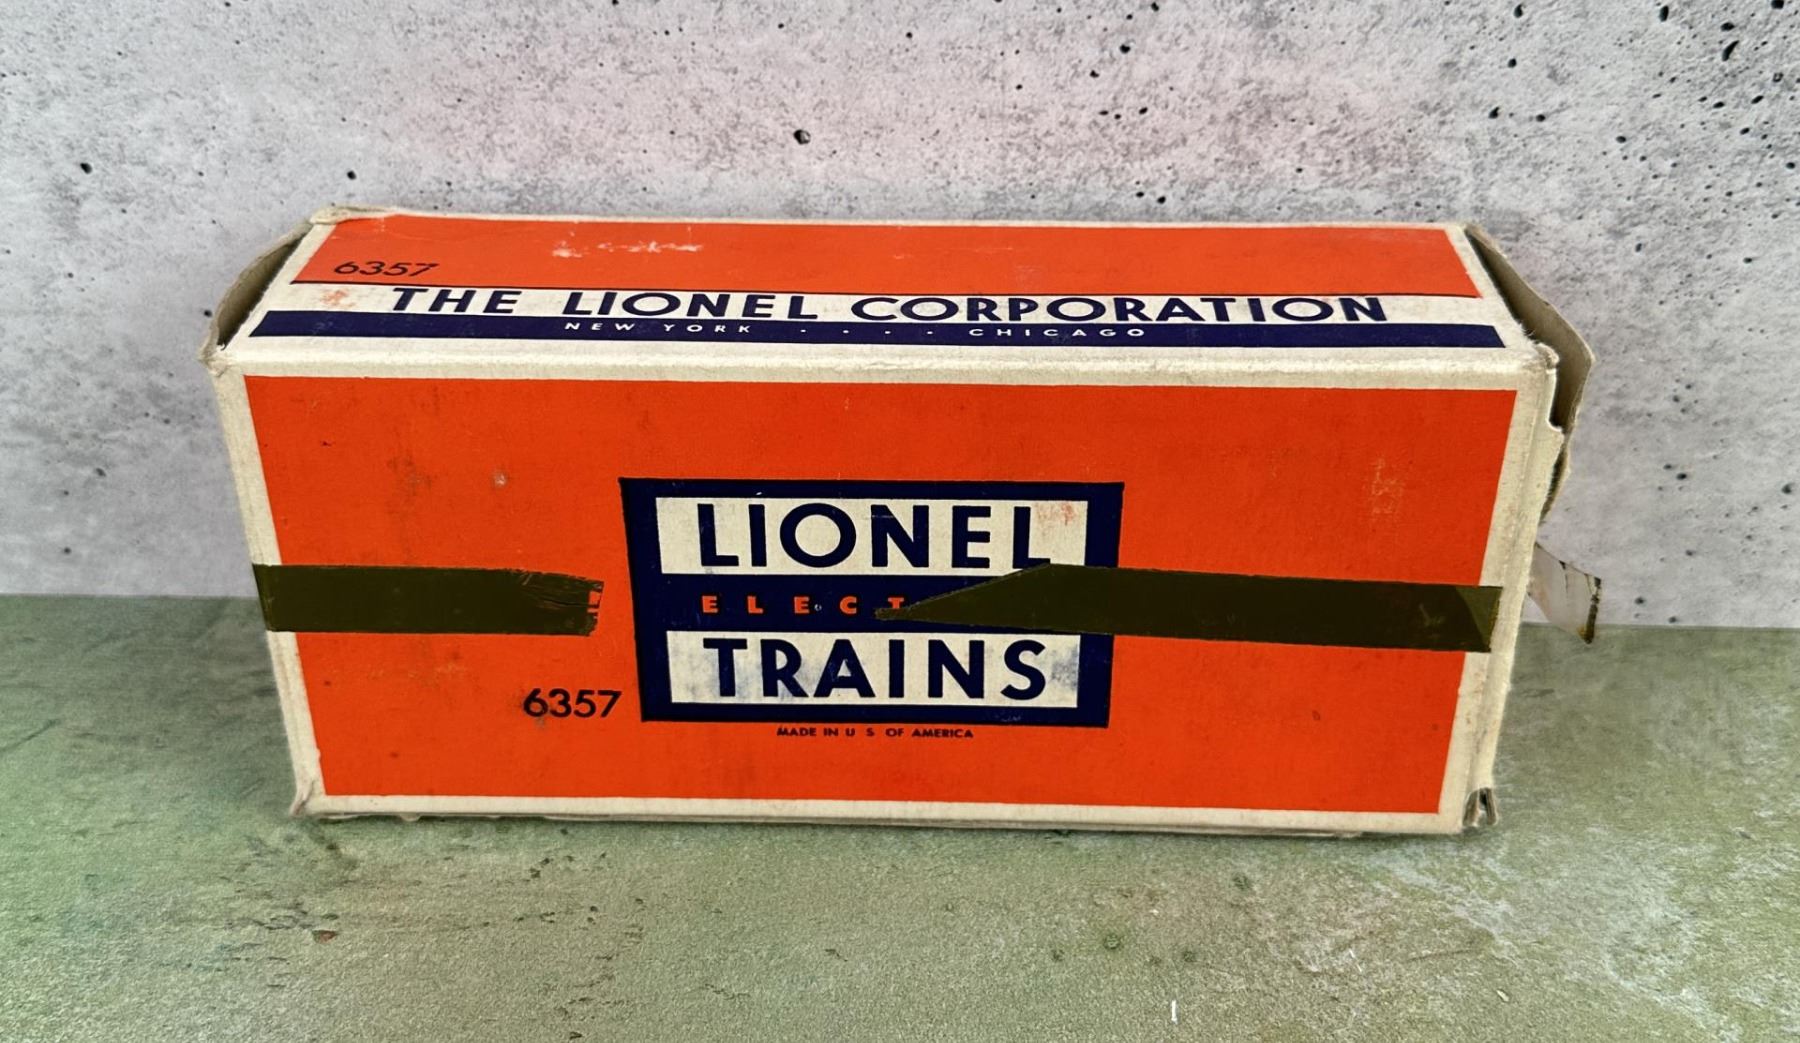 6357
THE LIONEL CORPORATION
NEW YORK . . . . CHICAGO
LIONEL
TRAINS
6357
MADE IN U S OF AMERICA